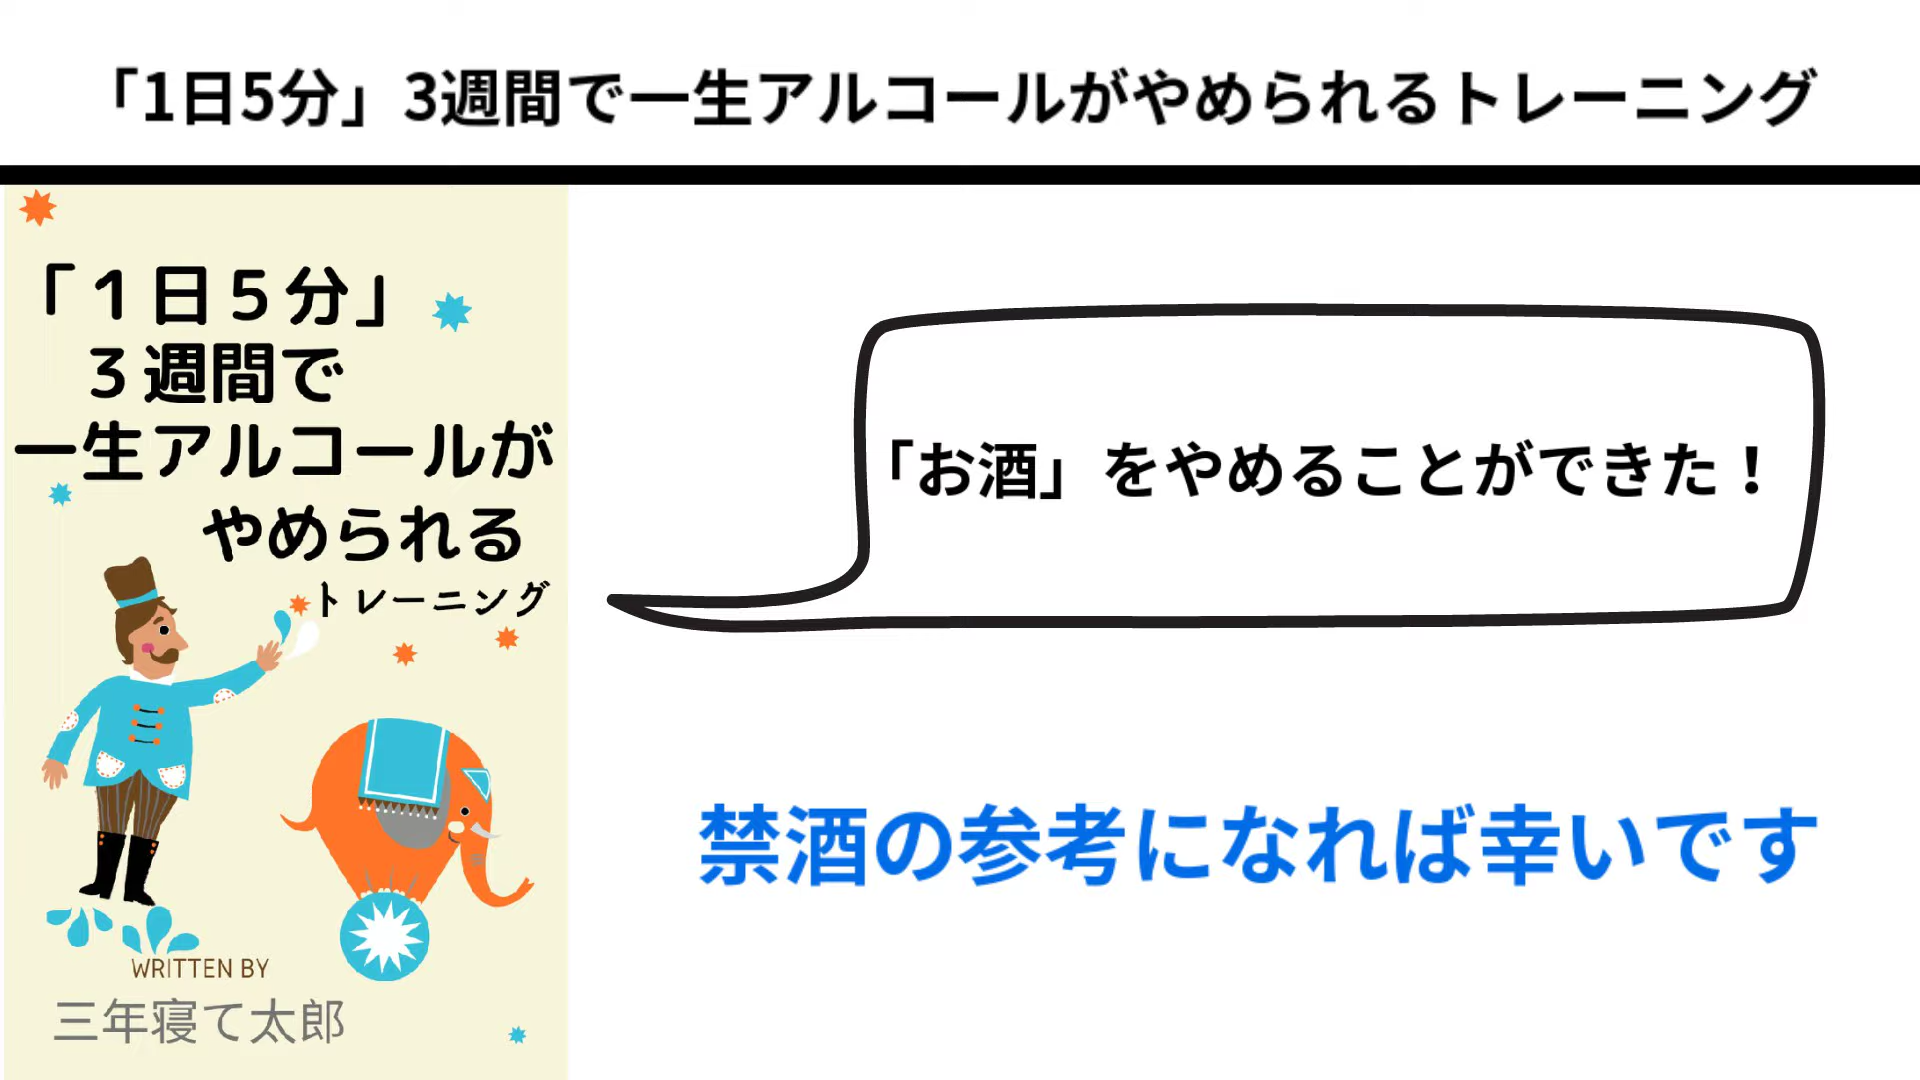 「1日5分」3週間で一生アルコールがやめられるトレーニング
「１日５分」
３週間で
一生アルコールが
やめられる
トレーニング
WRITTEN BY
三年寝て太郎
「お酒」をやめることができた！
禁酒の参考になれば幸いです